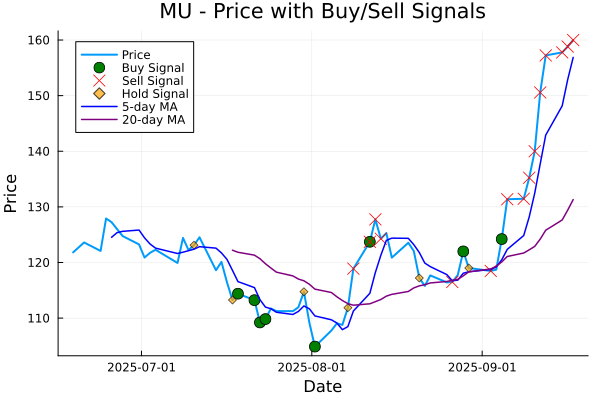 MU - Price with Buy/Sell Signals
Price
Buy Signal
Sell Signal
Hold Signal
5-day MA
20-day MA
160
150
140
130
120
110
Price
2025-07-01
2025-08-01
2025-09-01
Date